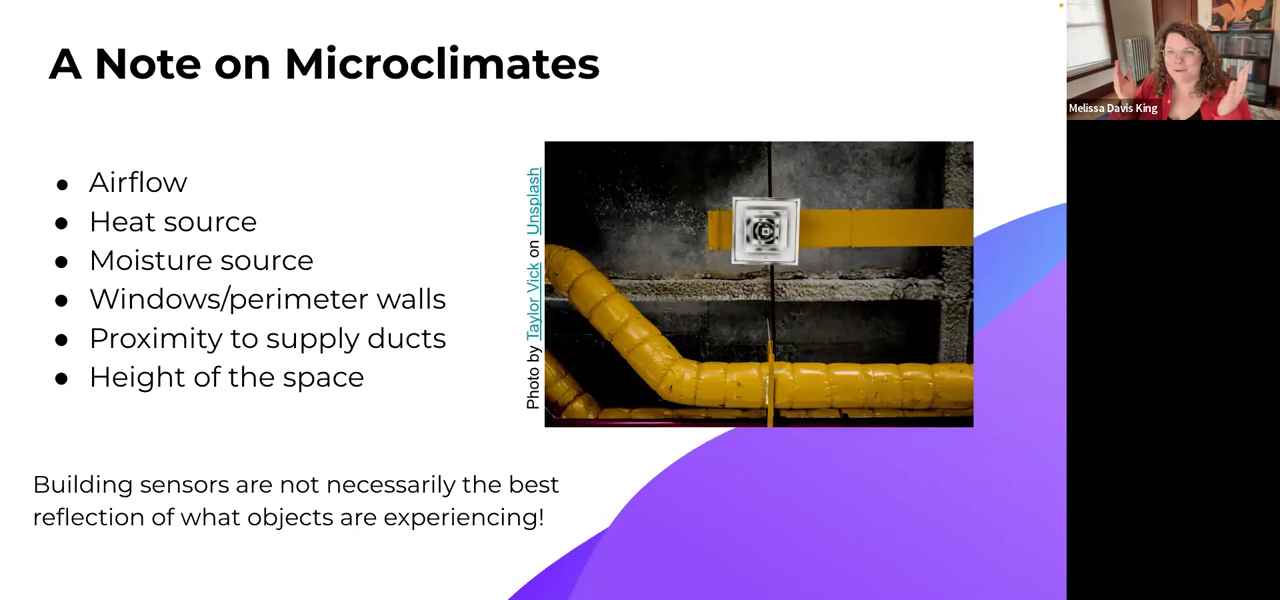 A Note on Microclimates
● Airflow
● Heat source
● Moisture source
● Windows/perimeter walls
● Proximity to supply ducts
● Height of the space
Photo by Taylor Vick on Unsplash
Building sensors are not necessarily the best
reflection of what objects are experiencing!
Melissa Davis King